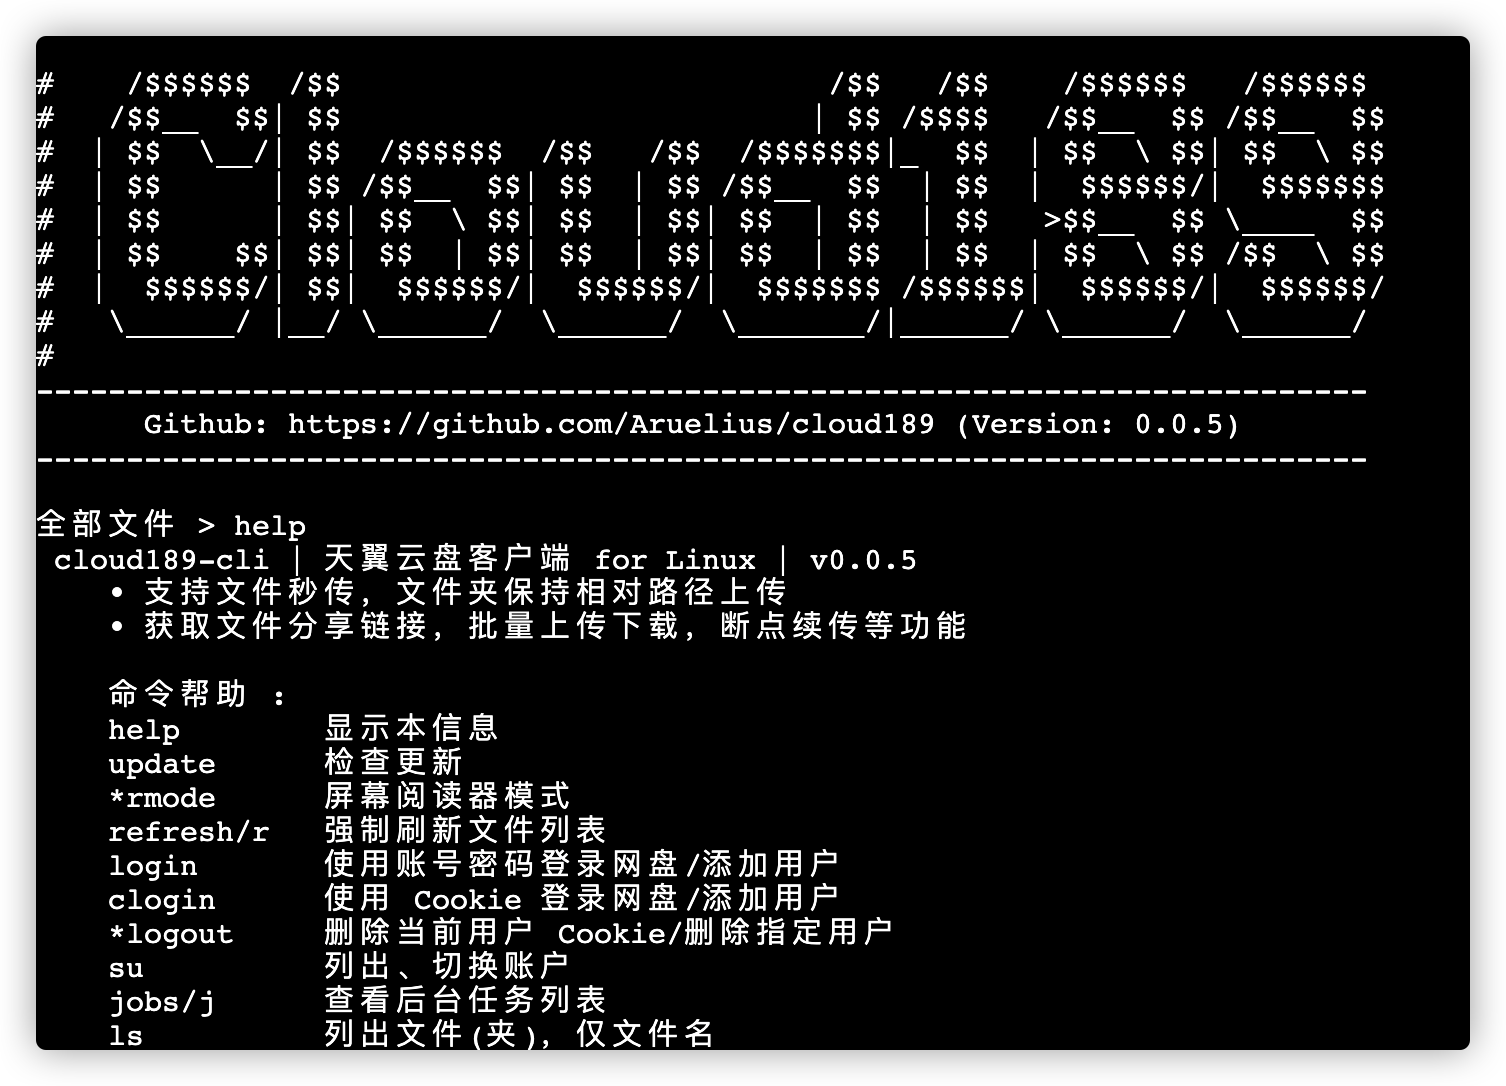 #    /$$$$$$  /$$                           /$$   /$$    /$$$$$$   /$$$$$$
#   /$$__  $$| $$                          | $$ /$$$$   /$$__  $$ /$$__  $$
#  | $$  \__/| $$  /$$$$$$  /$$   /$$  /$$$$$$$|_  $$  | $$  \ $$| $$  \ $$
#  | $$      | $$ /$$__  $$| $$  | $$ /$$__  $$  | $$  |  $$$$$$/|  $$$$$$$
#  | $$      | $$| $$  \ $$| $$  | $$| $$  | $$  | $$   >$$__  $$ \____  $$
#  | $$    $$| $$| $$  | $$| $$  | $$| $$  | $$  | $$  | $$  \ $$ /$$  \ $$
#  |  $$$$$$/| $$|  $$$$$$/|  $$$$$$/|  $$$$$$$ /$$$$$$|  $$$$$$/|  $$$$$$/
#   \______/ |__/ \______/  \______/  \_______/|______/ \______/  \______/
#
--------------------------------------------------------------------------
Github: https://github.com/Aruelius/cloud189 (Version: 0.0.5)
--------------------------------------------------------------------------
全部文件 > help
cloud189-cli | 天翼云盘客户端 for Linux | v0.0.5
• 支持文件秒传，文件夹保持相对路径上传
• 获取文件分享链接，批量上传下载，断点续传等功能
命令帮助 :
help 显示本信息
update 检查更新
*rmode 屏幕阅读器模式
refresh/r 强制刷新文件列表
login 使用账号密码登录网盘/添加用户
clogin 使用 Cookie 登录网盘/添加用户
*logout 删除当前用户 Cookie/删除指定用户
su 列出、切换账户
jobs/j 查看后台任务列表
ls 列出文件(夹)，仅文件名